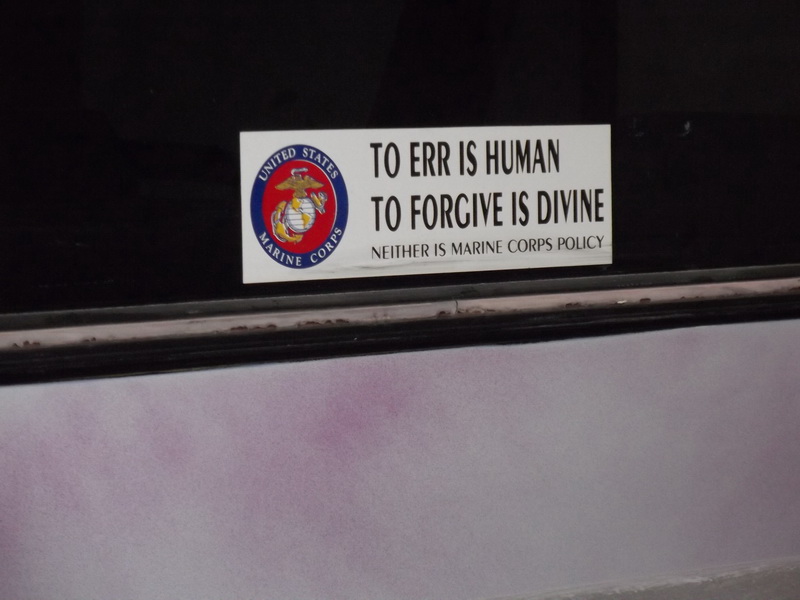 UNITED STATES
MARINE CORPS
TO ERR IS HUMAN
TO FORGIVE IS DIVINE
NEITHER IS MARINE CORPS POLICY